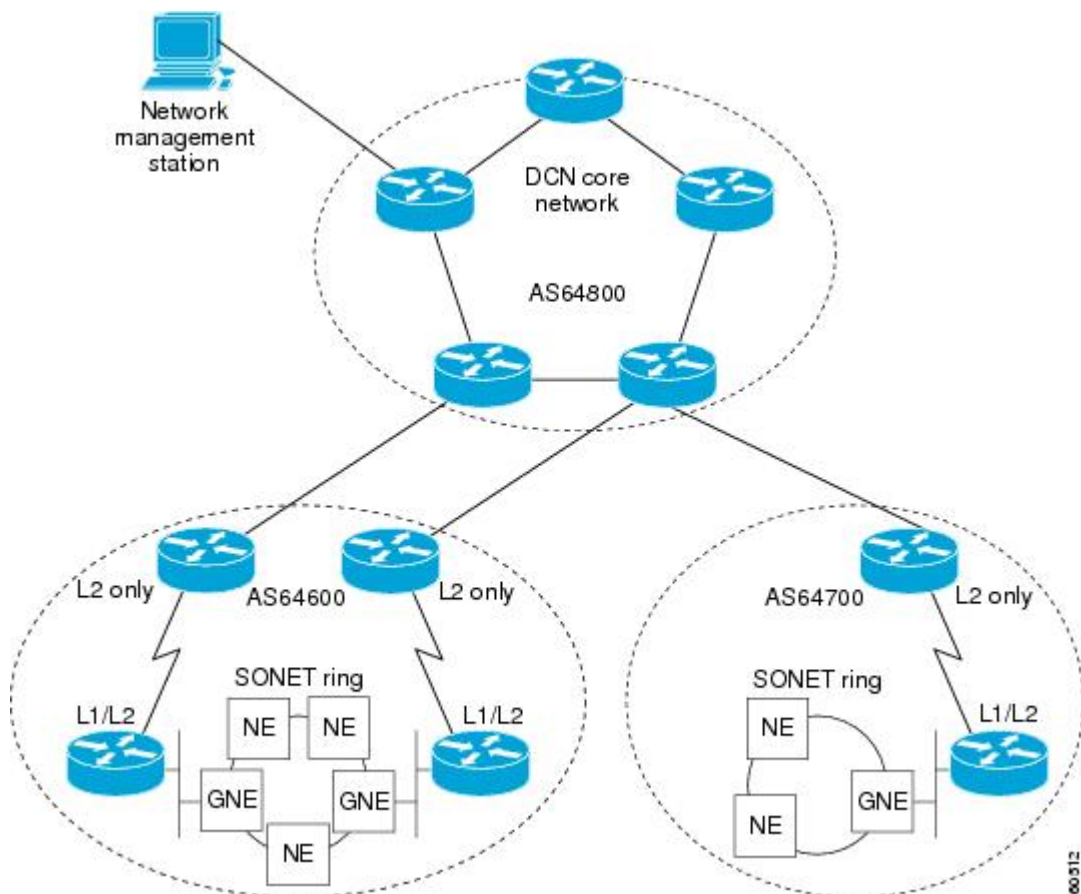 Network
management
station
DCN core
network
AS64800
L2 only
AS64600
L2 only
AS64700
L2 only
SONET ring
SONET ring
L1/L2
NE
NE
L1/L2
NE
L1/L2
GNE
GNE
GNE
NE
NE